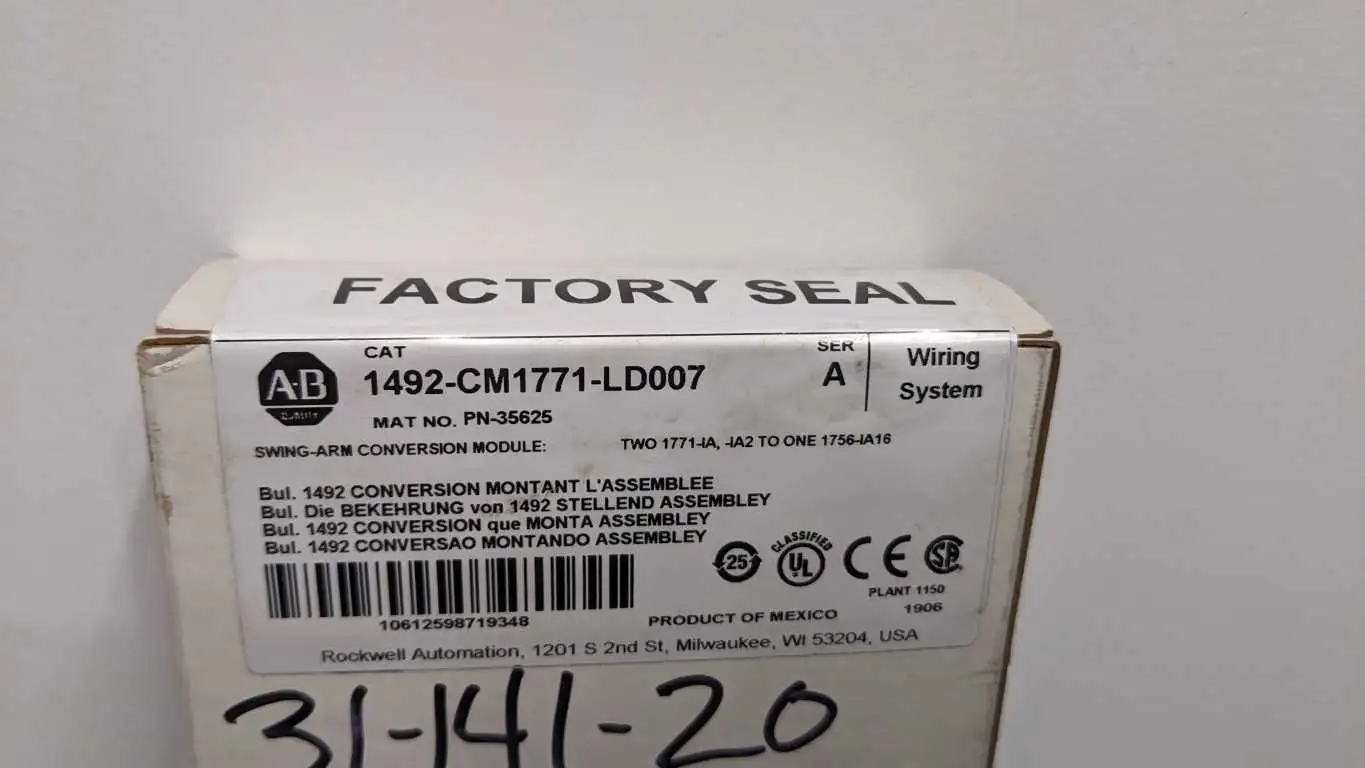 FACTORY SEAL
CAT
1492-CM1771-LD007
SER
A
Wiring
System
A-B
MAT NO. PN-35625
SWING-ARM CONVERSION MODULE: TWO 1771-IA, -IA2 TO ONE 1756-IA16
Bul. 1492 CONVERSION MONTANT L'ASSEMBLEE
Bul. Die BEKEHRUNG von 1492 STELLEND ASSEMBLEY
Bul. 1492 CONVERSION que MONTA ASSEMBLEY
Bul. 1492 CONVERSAO MONTANDO ASSEMBLEY
25
CLASSIFIED
UL
CE
SA
PLANT 1150
1906
10612598719348
PRODUCT OF MEXICO
Rockwell Automation, 1201 S 2nd St, Milwaukee, WI 53204, USA
31-141-20